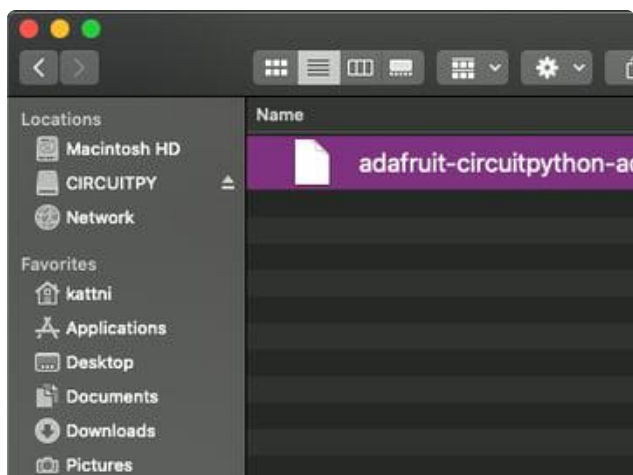 Locations
Macintosh HD
CIRCUITPY
Network
Favorites
kattni
Applications
Desktop
Documents
Downloads
Pictures
Name
adafruit-circuitpython-a